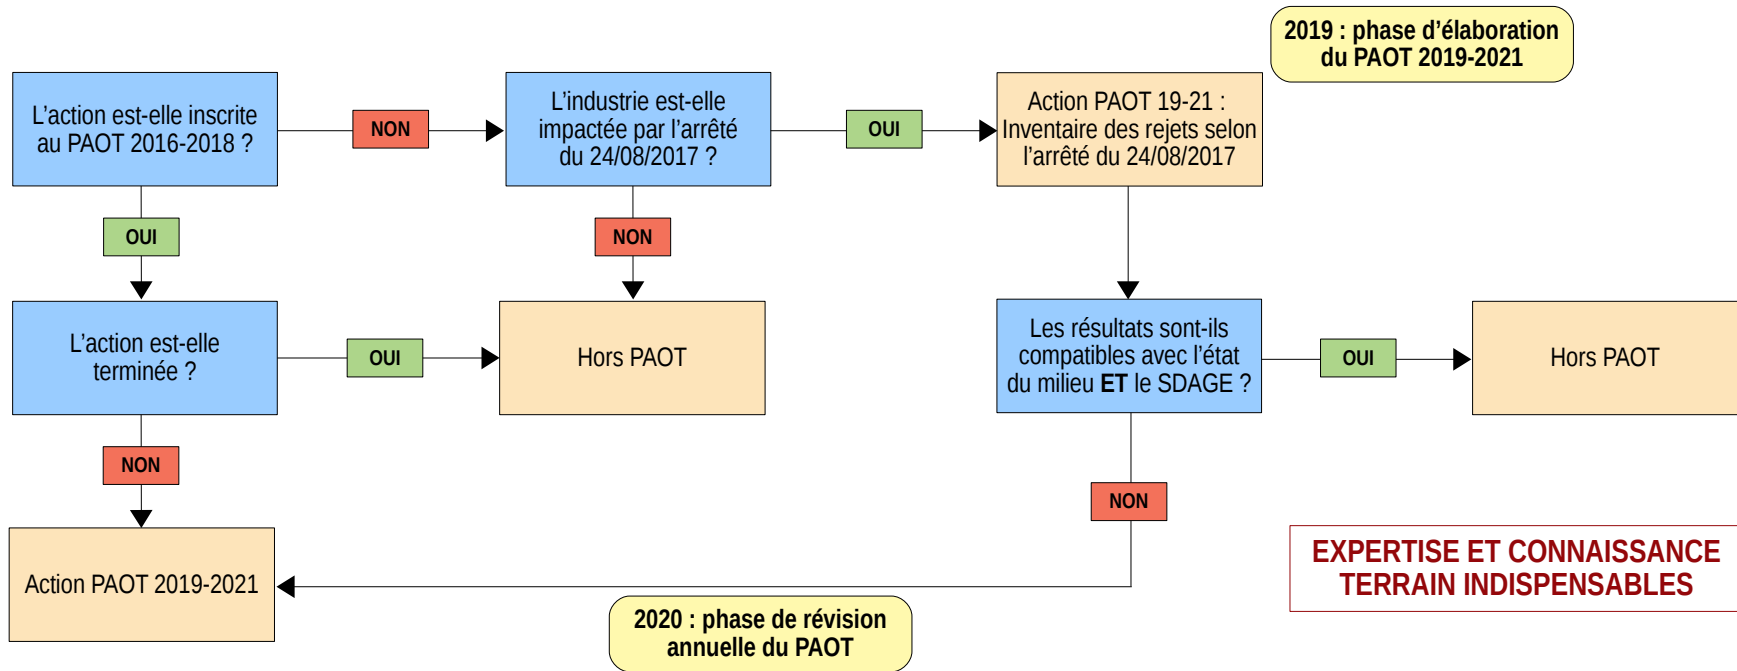 2019 : phase d’élaboration
du PAOT 2019-2021
L’action est-elle inscrite
au PAOT 2016-2018 ?
NON
L’industrie est-elle
impactée par l’arrêté
du 24/08/2017 ?
OUI
Action PAOT 19-21 :
Inventaire des rejets selon
l’arrêté du 24/08/2017
OUI
NON
L’action est-elle
terminée ?
OUI
Hors PAOT
Les résultats sont-ils
compatibles avec l’état
du milieu ET le SDAGE ?
OUI
Hors PAOT
NON
NON
Action PAOT 2019-2021
2020 : phase de révision
annuelle du PAOT
EXPERTISE ET CONNAISSANCE
TERRAIN INDISPENSABLES